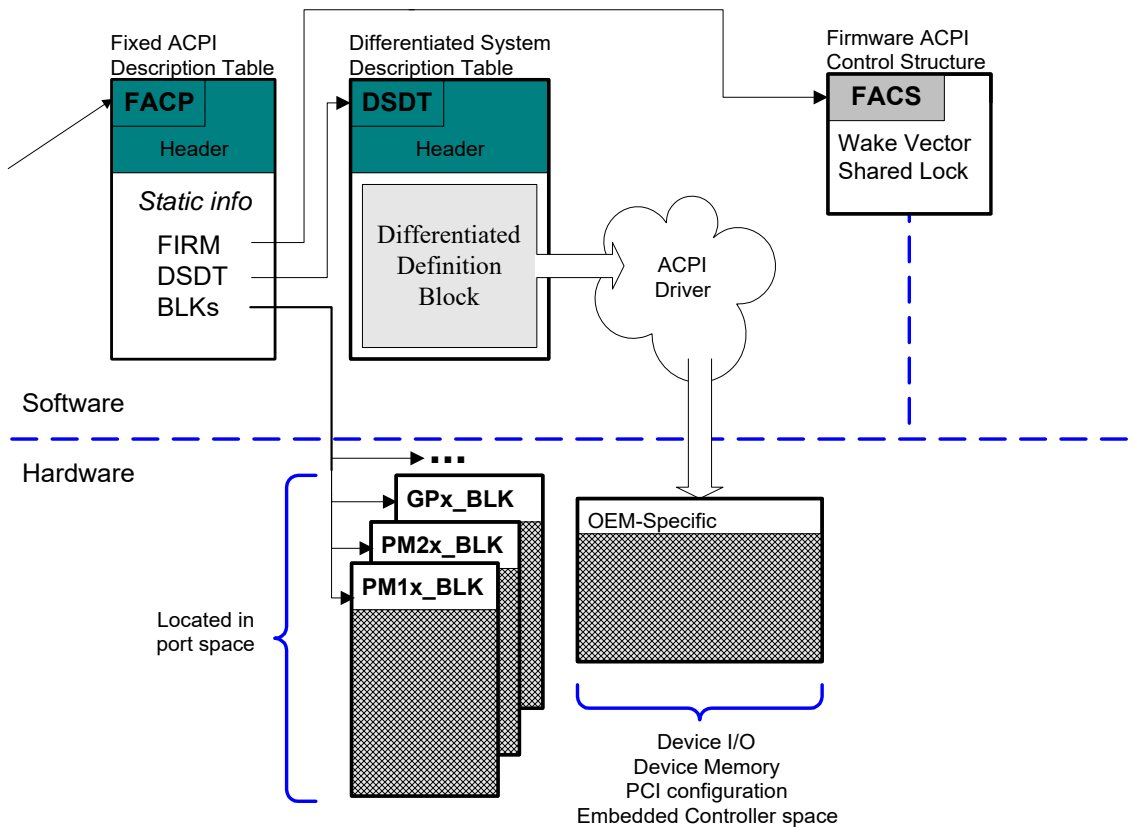 Fixed ACPI
Description Table
FACP
Header
Static info
FIRM
DSDT
BLKs
Differentiated System
Description Table
DSDT
Header
Differentiated
Definition
Block
ACPI
Driver
Firmware ACPI
Control Structure
FACS
Wake Vector
Shared Lock
Software
Hardware
...
GPx_BLK
PM2x_BLK
PM1x_BLK
Located in
port space
OEM-Specific
Device I/O
Device Memory
PCI configuration
Embedded Controller space